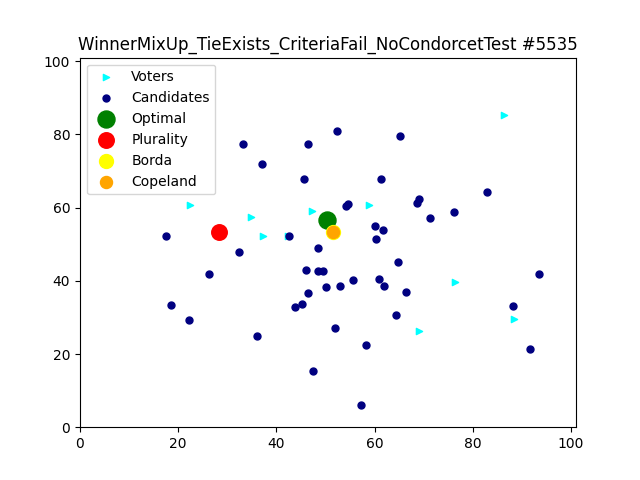 WinnerMixUp_TieExists_CriteriaFail_NoCondorcetTest #5535
100
80
60
40
20
0
Voters
Candidates
Optimal
Plurality
Borda
Copeland
0 20 40 60 80 100